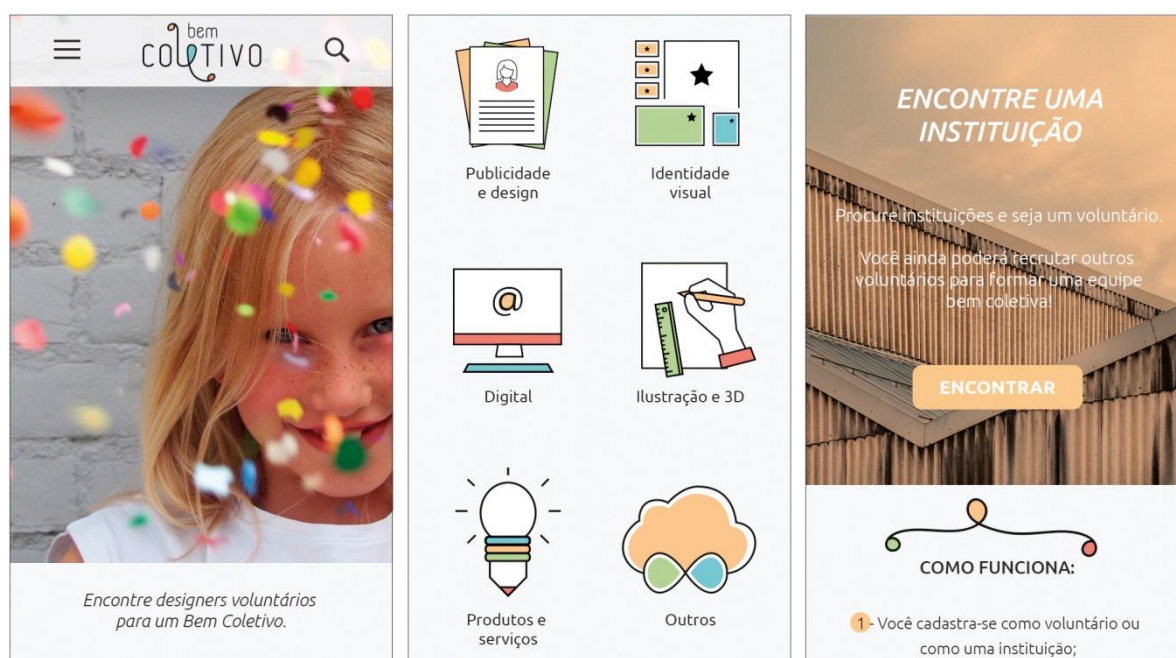 bem
COLETIVO
Encontre designers voluntários
para um Bem Coletivo.
Publicidade
e design
Identidade
visual
@
Digital
Ilustração e 3D
Produtos e
serviços
Outros
ENCONTRE UMA
INSTITUIÇÃO
Procure instituições e seja um voluntário.
Você ainda poderá recrutar outros
voluntários para formar uma equipe
bem coletiva!
ENCONTRAR
COMO FUNCIONA:
1- Você cadastra-se como voluntário ou
como uma instituição;